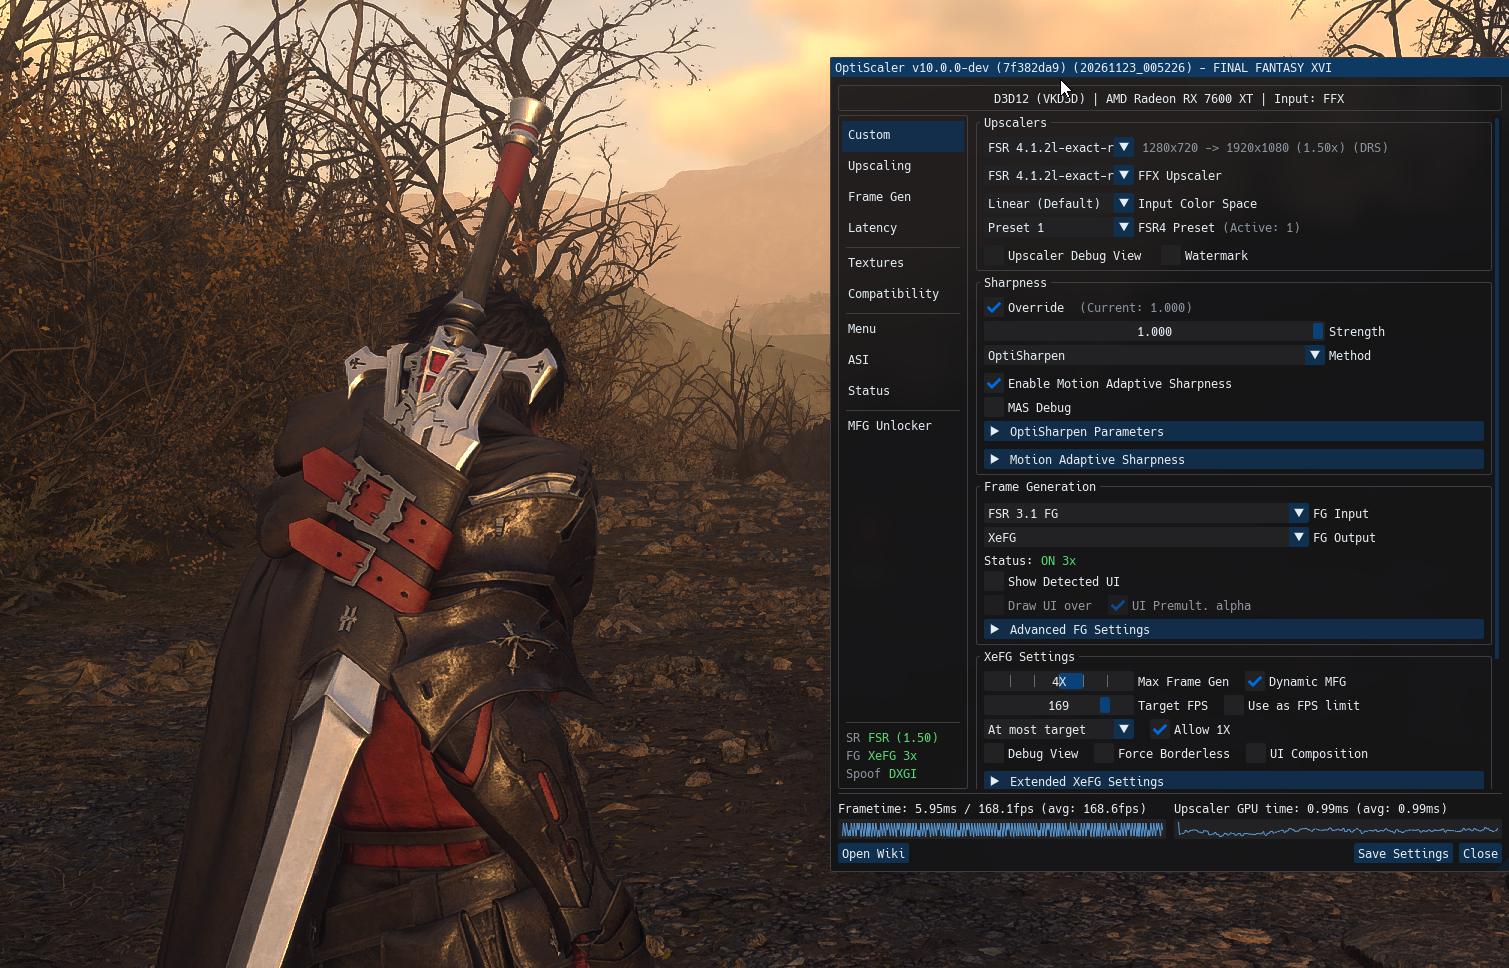 OptiScaler v10.0.0-dev (7f382da9) (20261123_005226) - FINAL FANTASY XVI
D3D12 (VKD3D) | AMD Radeon RX 7600 XT | Input: FFX
Custom
Upscaling
Frame Gen
Latency
Textures
Compatibility
Menu
ASI
Status
MFG Unlocker
SR FSR (1.50)
FG XeFG 3x
Spoof DXGI
Upscalers
FSR 4.1.2l-exact-r 1280x720 -> 1920x1080 (1.50x) (DRS)
FSR 4.1.2l-exact-r FFX Upscaler
Linear (Default) Input Color Space
Preset 1 FSR4 Preset (Active: 1)
Upscaler Debug View Watermark
Sharpness
Override (Current: 1.000)
1.000 Strength
OptiSharpen Method
Enable Motion Adaptive Sharpness
MAS Debug
OptiSharpen Parameters
Motion Adaptive Sharpness
Frame Generation
FSR 3.1 FG FG Input
XeFG FG Output
Status: ON 3x
Show Detected UI
Draw UI over UI Premult. alpha
Advanced FG Settings
XeFG Settings
4X Max Frame Gen Dynamic MFG
169 Target FPS Use as FPS limit
At most target Allow 1X
Debug View Force Borderless UI Composition
Extended XeFG Settings
Frametime: 5.95ms / 168.1fps (avg: 168.6fps) Upscaler GPU time: 0.99ms (avg: 0.99ms)
Open Wiki Save Settings Close